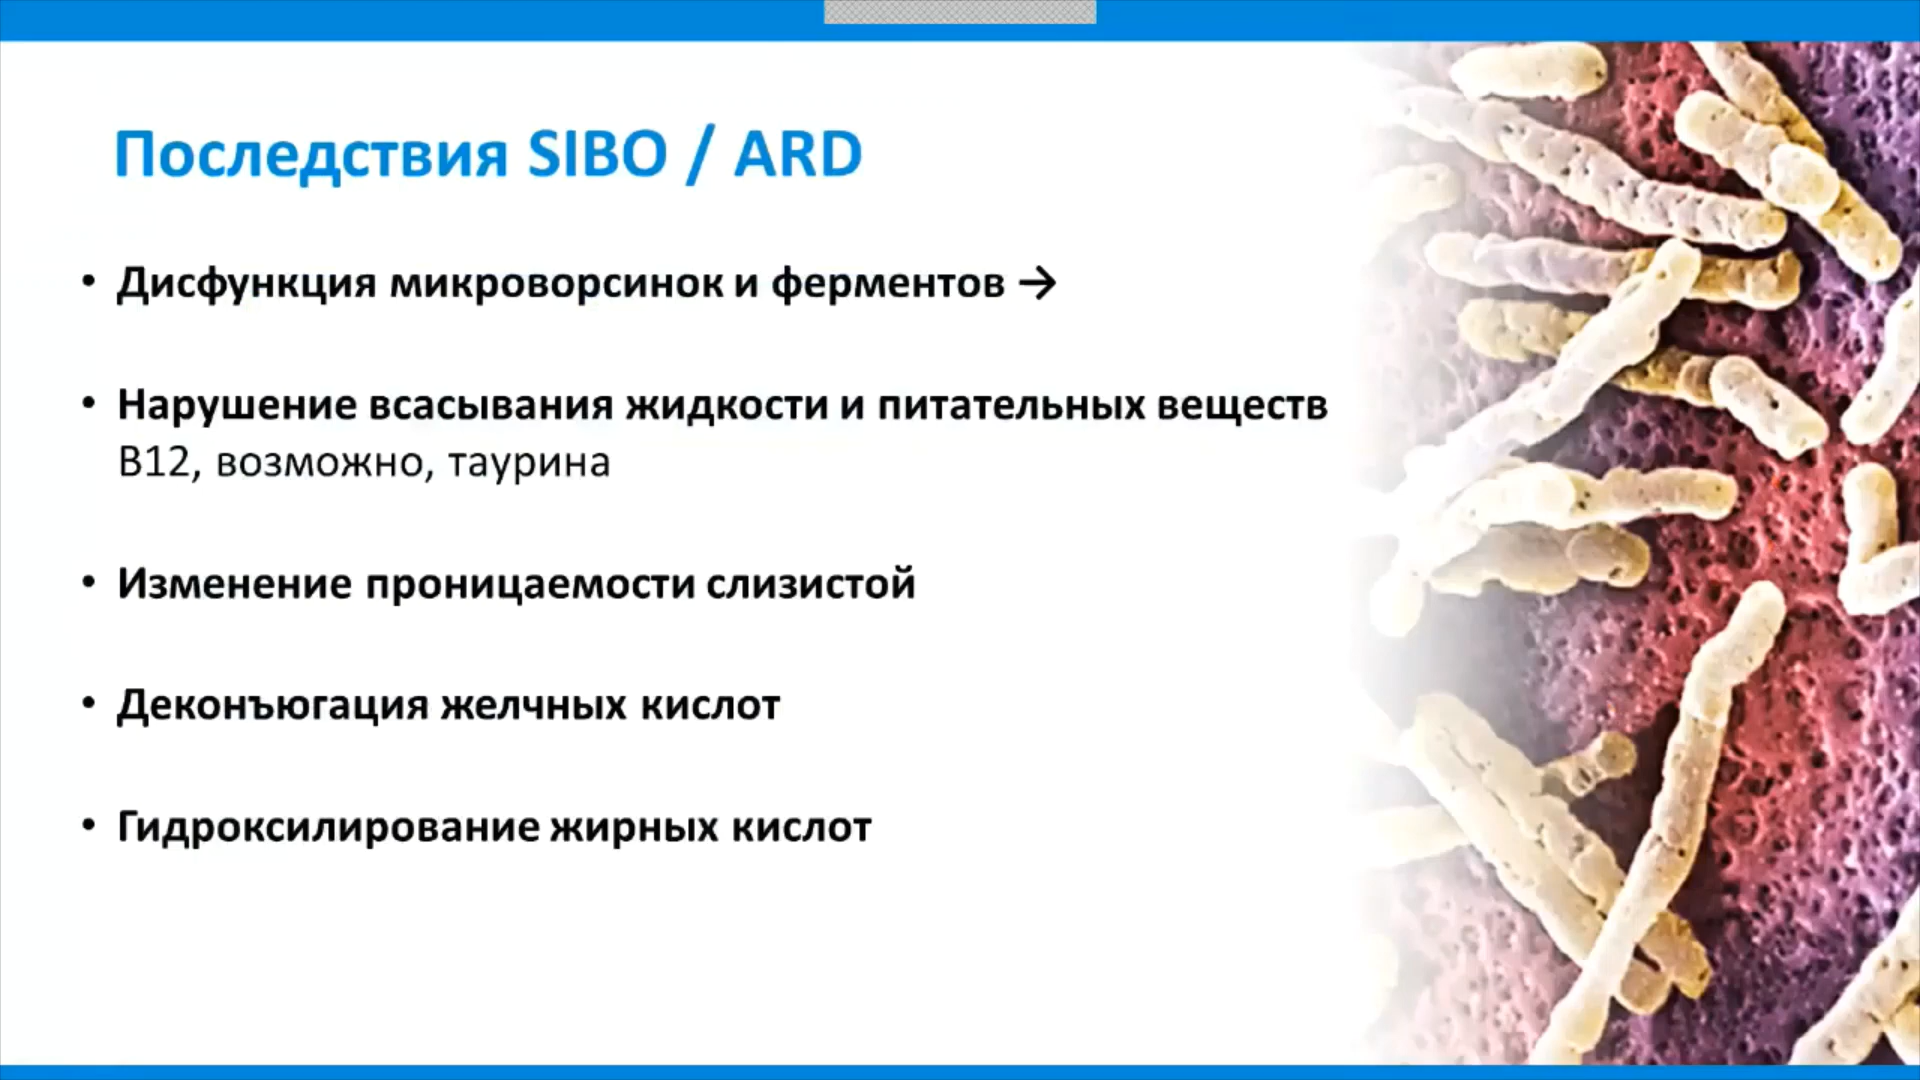 Последствия SIBO / ARD
• Дисфункция микроворсинок и ферментов →
• Нарушение всасывания жидкости и питательных веществ
B12, возможно, таурина
• Изменение проницаемости слизистой
• Деконъюгация желчных кислот
• Гидроксилирование жирных кислот